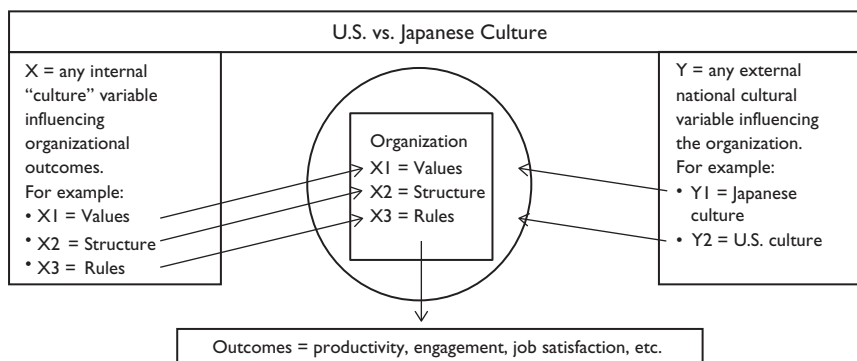 U.S. vs. Japanese Culture
X = any internal
“culture” variable
influencing
organizational
outcomes.
For example:
• X1 = Values
• X2 = Structure
• X3 = Rules
Organization
X1 = Values
X2 = Structure
X3 = Rules
Y = any external
national cultural
variable influencing
the organization.
For example:
• Y1 = Japanese
culture
• Y2 = U.S. culture
Outcomes = productivity, engagement, job satisfaction, etc.